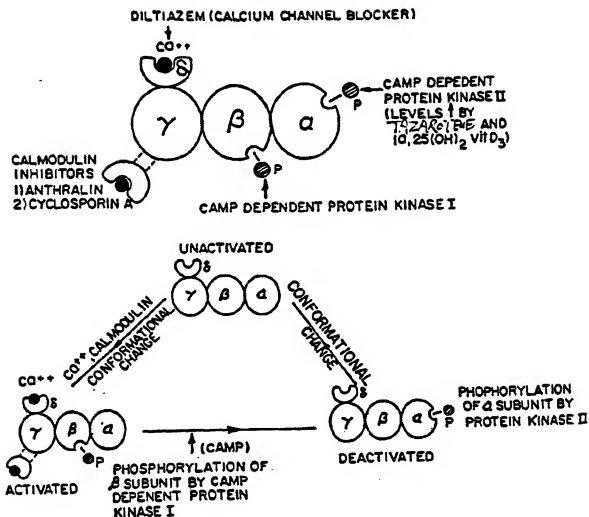 DILTIAZEM (CALCIUM CHANNEL BLOCKER)
Ca++
δ
γ
β
α
P
P
CAMP DEPEDENT
PROTEIN KINASE II
(LEVELS ↑ BY
TAZAROTENE AND
1α, 25(OH)2 VIT D3)
CALMODULIN
INHIBITORS
1) ANTHRALIN
2) CYCLOSPORIN A
CAMP DEPENDENT PROTEIN KINASE I
UNACTIVATED
δ
γ
β
α
Ca++ CALMODULIN
CONFORMATIONAL
CHANGE
CONFORMATIONAL
CHANGE
Ca++
δ
γ
β
α
P
ACTIVATED
(CAMP)
PHOSPHORYLATION OF
β SUBUNIT BY CAMP
DEPENENT PROTEIN
KINASE I
δ
γ
β
α
P
DEACTIVATED
PHOPHORYLATION
OF α SUBUNIT BY
PROTEIN KINASE II